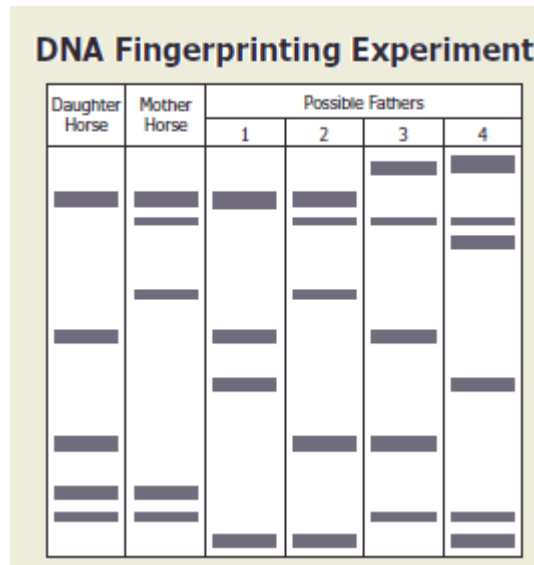 DNA Fingerprinting Experiment
Daughter Horse
Mother Horse
Possible Fathers
1 2 3 4